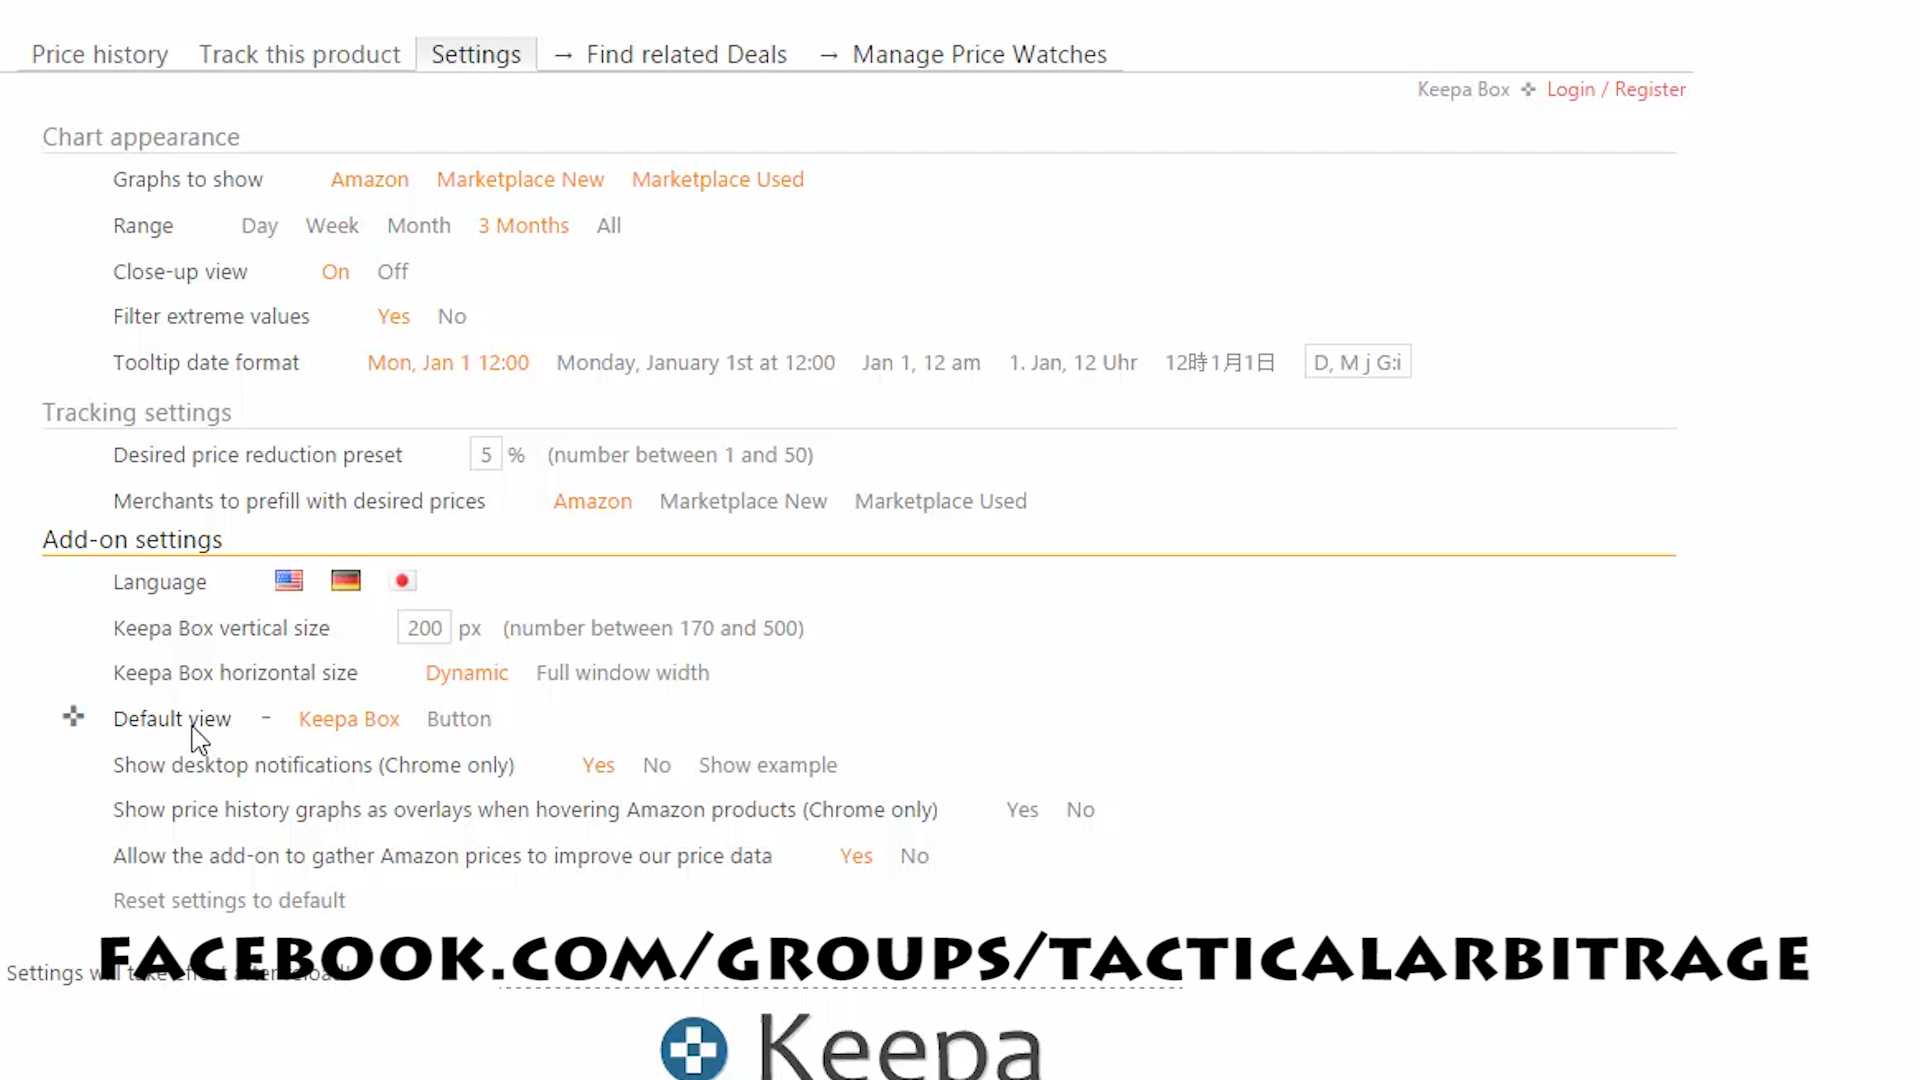 Price history Track this product Settings → Find related Deals → Manage Price Watches
Keepa Box Login / Register
Chart appearance
Graphs to show Amazon Marketplace New Marketplace Used
Range Day Week Month 3 Months All
Close-up view On Off
Filter extreme values Yes No
Tooltip date format Mon, Jan 1 12:00 Monday, January 1st at 12:00 Jan 1, 12 am 1. Jan, 12 Uhr 12時1月1日 D, M j G:i
Tracking settings
Desired price reduction preset 5 % (number between 1 and 50)
Merchants to prefill with desired prices Amazon Marketplace New Marketplace Used
Add-on settings
Language
Keepa Box vertical size 200 px (number between 170 and 500)
Keepa Box horizontal size Dynamic Full window width
Default view - Keepa Box Button
Show desktop notifications (Chrome only) Yes No Show example
Show price history graphs as overlays when hovering Amazon products (Chrome only) Yes No
Allow the add-on to gather Amazon prices to improve our price data Yes No
Reset settings to default
FACEBOOK.COM/GROUPS/TACTICALARBITRAGE
Settings will take effect after reload!
Keepa